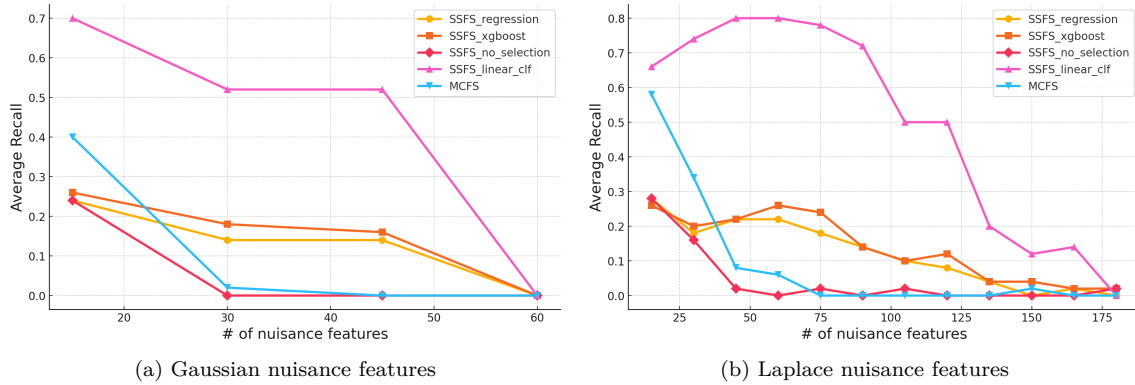 0.7
0.6
0.5
0.4
0.3
0.2
0.1
0.0
Average Recall
20 30 40 50 60
# of nuisance features
SSFS_regression
SSFS_xgboost
SSFS_no_selection
SSFS_linear_clf
MCFS
(a) Gaussian nuisance features
0.8
0.7
0.6
0.5
0.4
0.3
0.2
0.1
0.0
Average Recall
25 50 75 100 125 150 175
# of nuisance features
SSFS_regression
SSFS_xgboost
SSFS_no_selection
SSFS_linear_clf
MCFS
(b) Laplace nuisance features